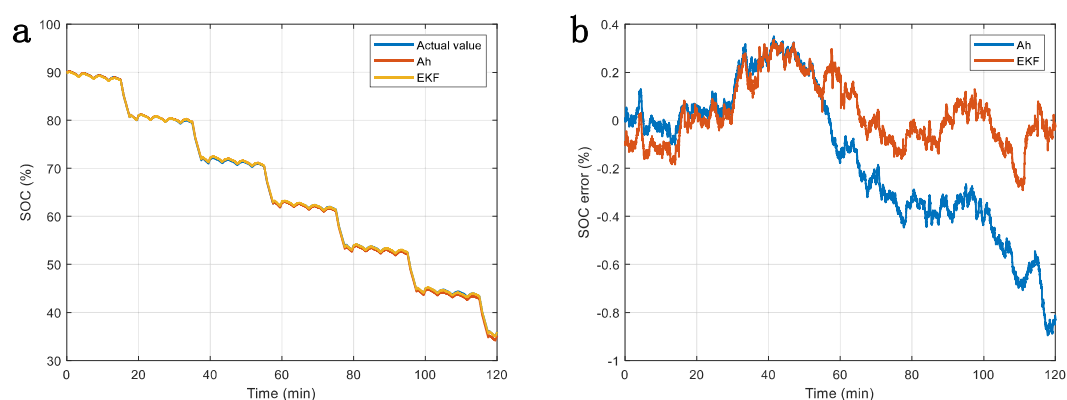 a
100
90
80
70
60
50
40
30
SOC (%)
0 20 40 60 80 100 120
Time (min)
Actual value
Ah
EKF
b
0.4
0.2
0
-0.2
-0.4
-0.6
-0.8
-1
SOC error (%)
0 20 40 60 80 100 120
Time (min)
Ah
EKF